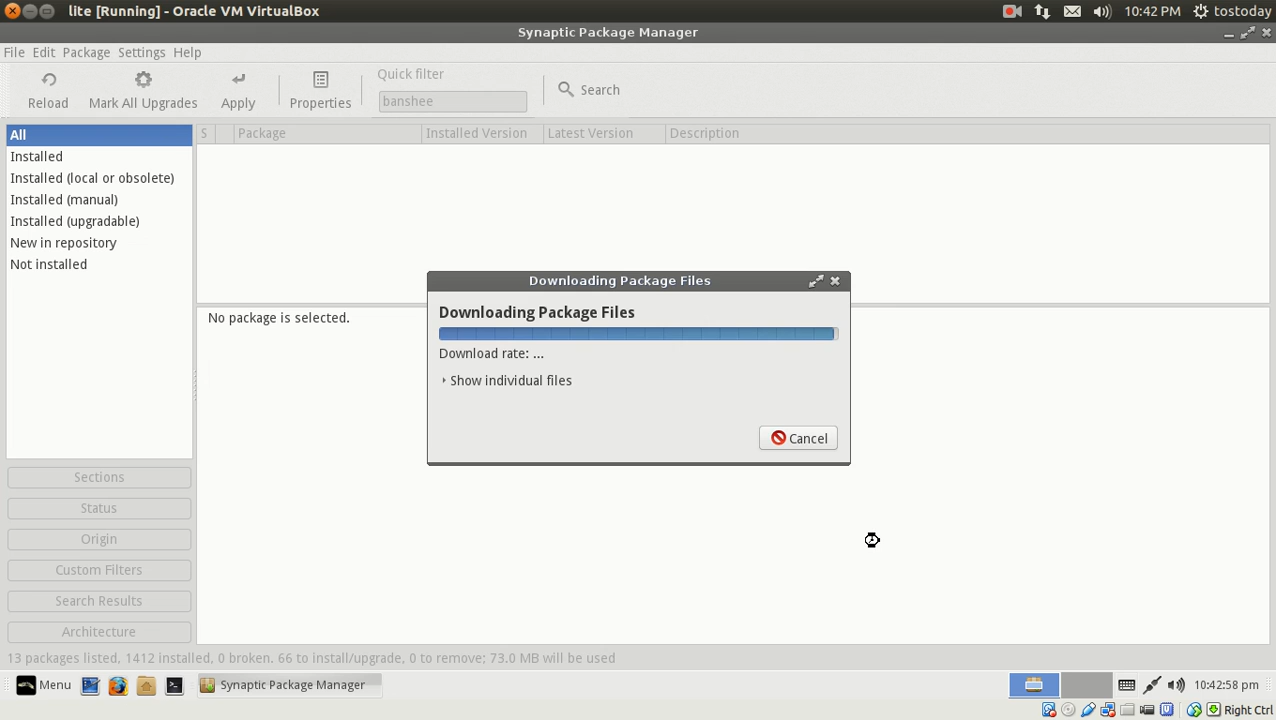 lite [Running] - Oracle VM VirtualBox
10:42 PM
tostoday
Synaptic Package Manager
File Edit Package Settings Help
Reload
Mark All Upgrades
Apply
Properties
Quick filter
banshee
Search
All
Installed
Installed (local or obsolete)
Installed (manual)
Installed (upgradable)
New in repository
Not installed
S Package Installed Version Latest Version Description
No package is selected.
Downloading Package Files
Downloading Package Files
Download rate: ...
Show individual files
Cancel
Sections
Status
Origin
Custom Filters
Search Results
Architecture
13 packages listed, 1412 installed, 0 broken. 66 to install/upgrade, 0 to remove; 73.0 MB will be used
Menu
Synaptic Package Manager
10:42:58 pm
Right Ctrl